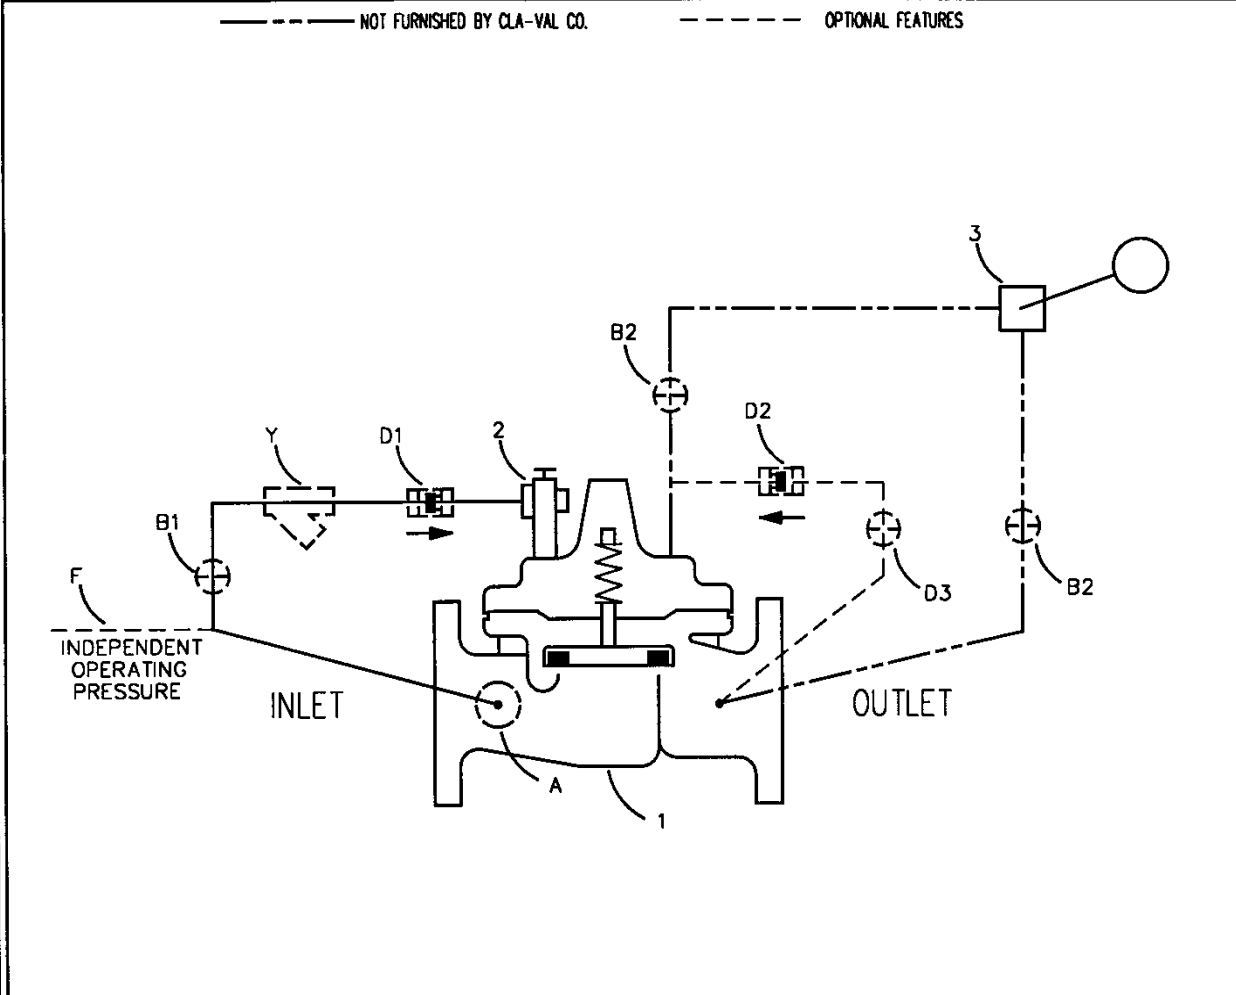 NOT FURNISHED BY CLA-VAL CO.
OPTIONAL FEATURES
3
B2
D2
Y
D1
2
B1
F
D3
B2
INDEPENDENT
OPERATING
PRESSURE
INLET
OUTLET
A
1